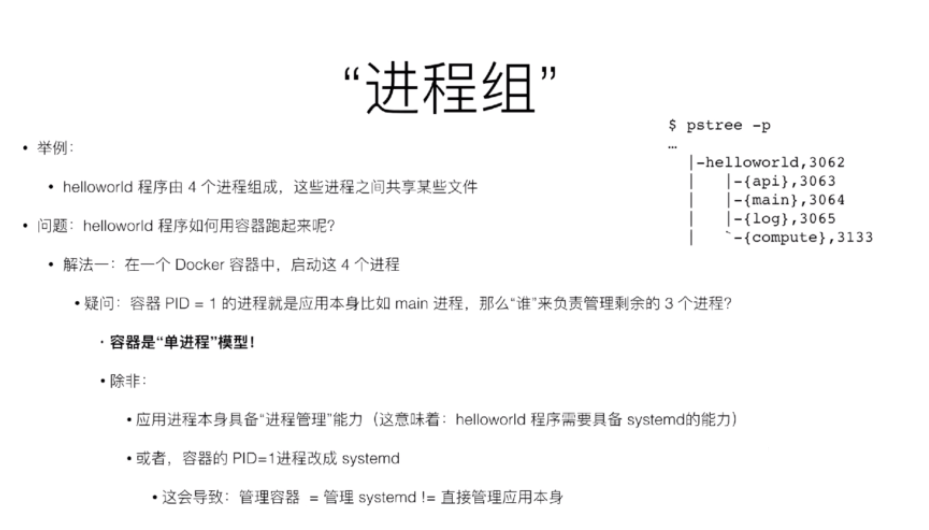 “进程组”
• 举例：
• helloworld 程序由 4 个进程组成，这些进程之间共享某些文件
• 问题：helloworld 程序如何用容器跑起来呢？
• 解法一：在一个 Docker 容器中，启动这 4 个进程
• 疑问：容器 PID = 1 的进程就是应用本身比如 main 进程，那么“谁”来负责管理剩余的 3 个进程？
· 容器是“单进程”模型！
• 除非：
• 应用进程本身具备“进程管理”能力（这意味着：helloworld 程序需要具备 systemd的能力）
• 或者，容器的 PID=1进程改成 systemd
• 这会导致：管理容器 = 管理 systemd != 直接管理应用本身
$ pstree -p
…
|-helloworld,3062
|   |-{api},3063
|   |-{main},3064
|   |-{log},3065
|   `-{compute},3133